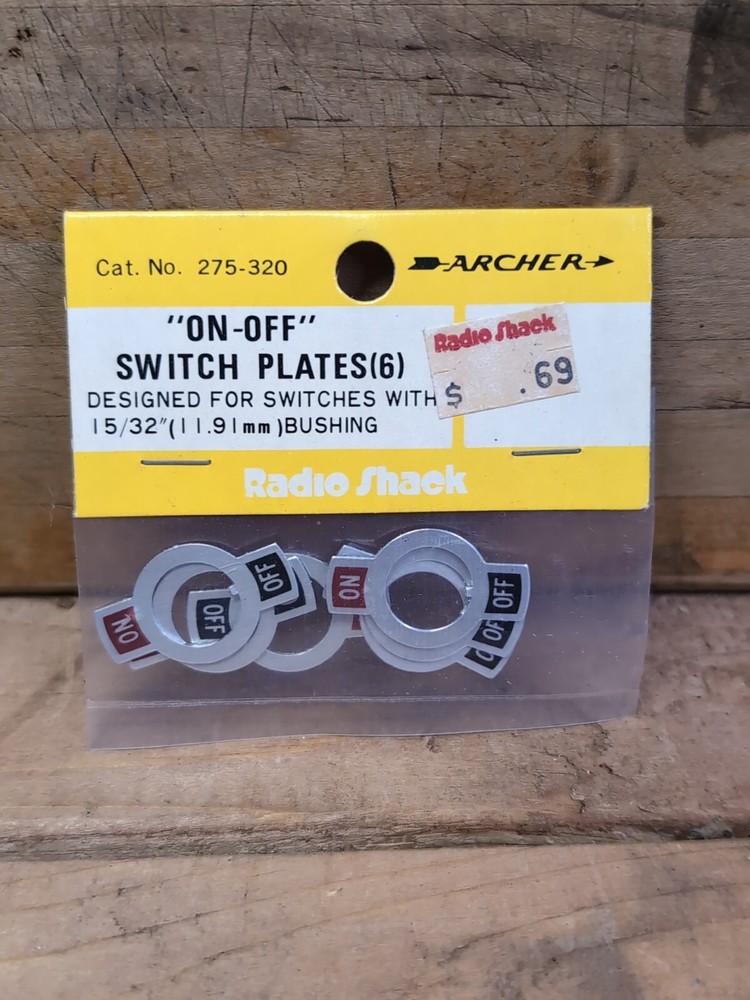 Cat. No. 275-320
ARCHER
"ON-OFF"
SWITCH PLATES(6)
DESIGNED FOR SWITCHES WITH
15/32"(11.91mm)BUSHING
Radio Shack
$ .69
Radio Shack
ON
OFF
OFF
ON
OFF
OF